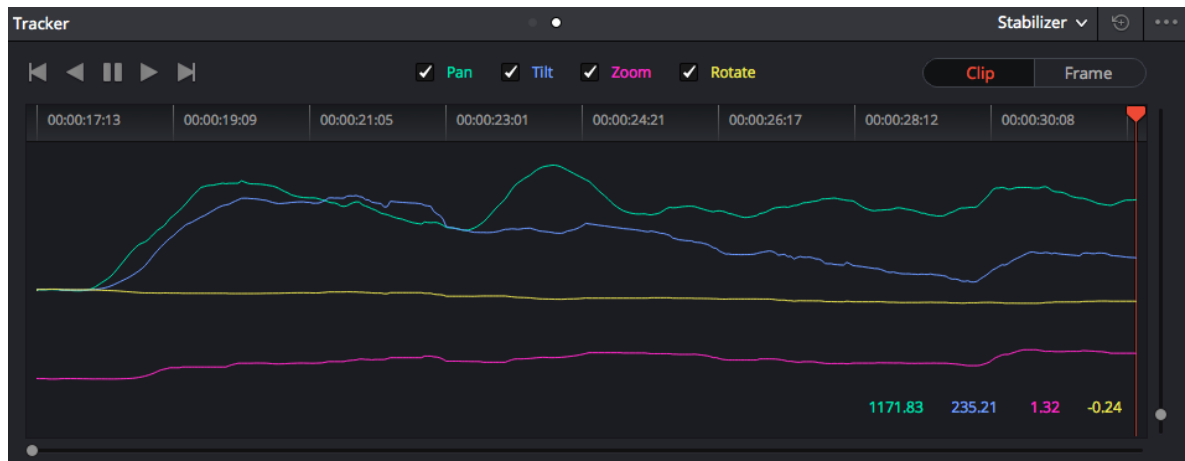 Tracker Stabilizer
Pan Tilt Zoom Rotate Clip Frame
00:00:17:13 00:00:19:09 00:00:21:05 00:00:23:01 00:00:24:21 00:00:26:17 00:00:28:12 00:00:30:08
1171.83 235.21 1.32 -0.24